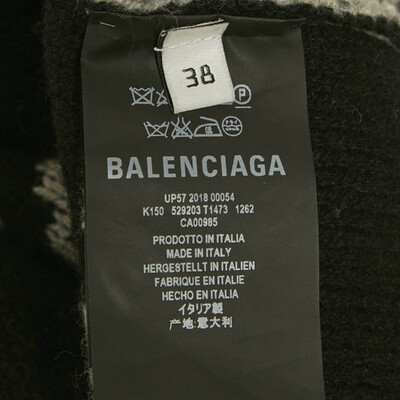 38
P
BALENCIAGA
UP57 2018 00054
K150 529203 T1473 1262
CA00985
PRODOTTO IN ITALIA
MADE IN ITALY
HERGESTELLT IN ITALIEN
FABRIQUE EN ITALIE
HECHO EN ITALIA
イタリア製
产地:意大利